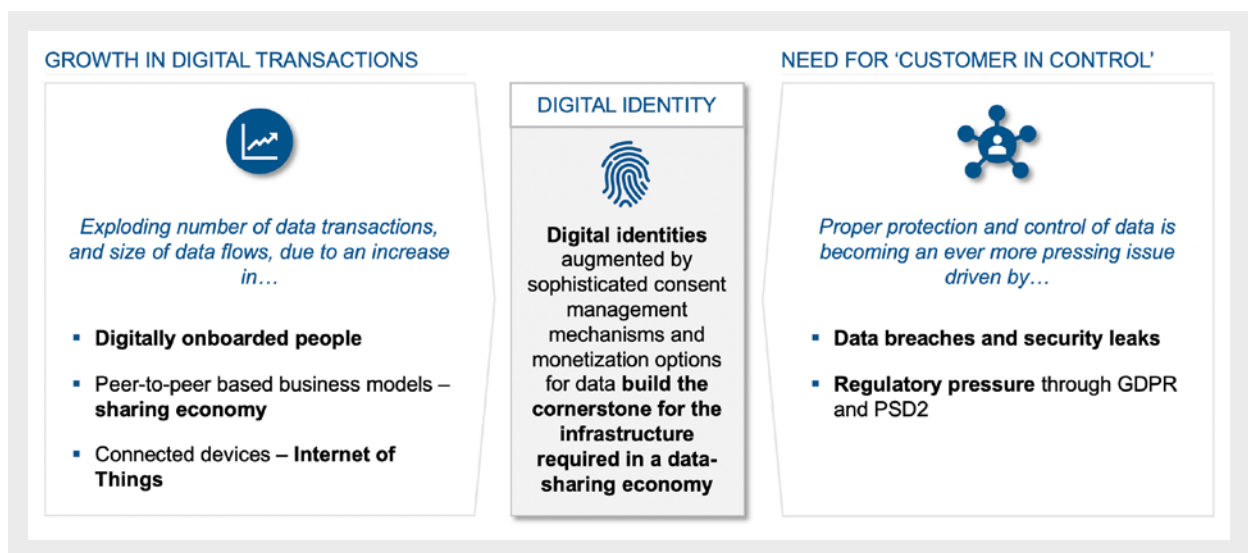 GROWTH IN DIGITAL TRANSACTIONS
Exploding number of data transactions,
and size of data flows, due to an increase
in…
▪ Digitally onboarded people
▪ Peer-to-peer based business models –
sharing economy
▪ Connected devices – Internet of
Things
DIGITAL IDENTITY
Digital identities
augmented by
sophisticated consent
management
mechanisms and
monetization options
for data build the
cornerstone for the
infrastructure
required in a data-
sharing economy
NEED FOR ‘CUSTOMER IN CONTROL’
Proper protection and control of data is
becoming an ever more pressing issue
driven by…
▪ Data breaches and security leaks
▪ Regulatory pressure through GDPR
and PSD2